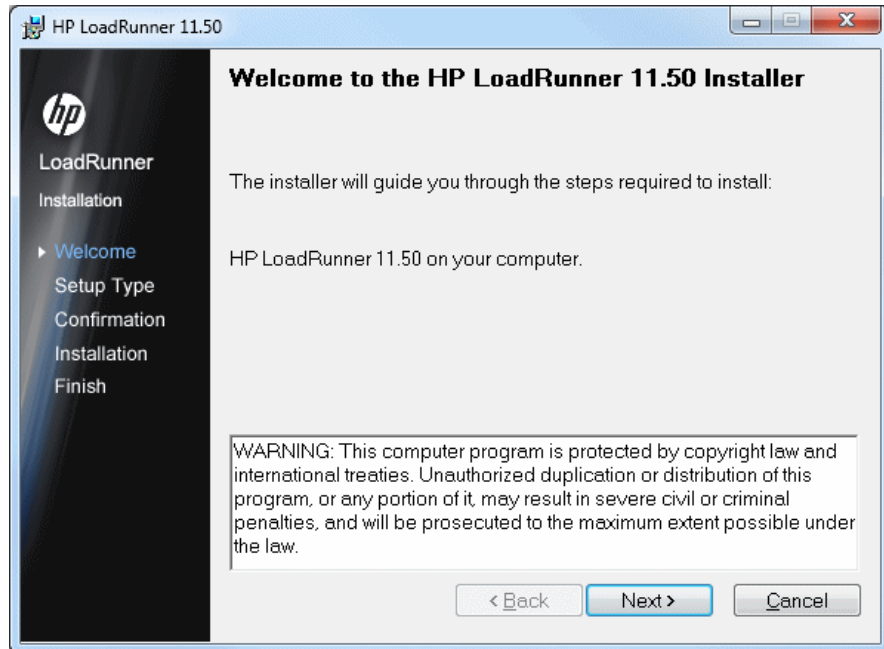 HP LoadRunner 11.50
hp
LoadRunner
Installation
Welcome
Setup Type
Confirmation
Installation
Finish
Welcome to the HP LoadRunner 11.50 Installer
The installer will guide you through the steps required to install:
HP LoadRunner 11.50 on your computer.
WARNING: This computer program is protected by copyright law and
international treaties. Unauthorized duplication or distribution of this
program, or any portion of it, may result in severe civil or criminal
penalties, and will be prosecuted to the maximum extent possible under
the law.
< Back
Next >
Cancel